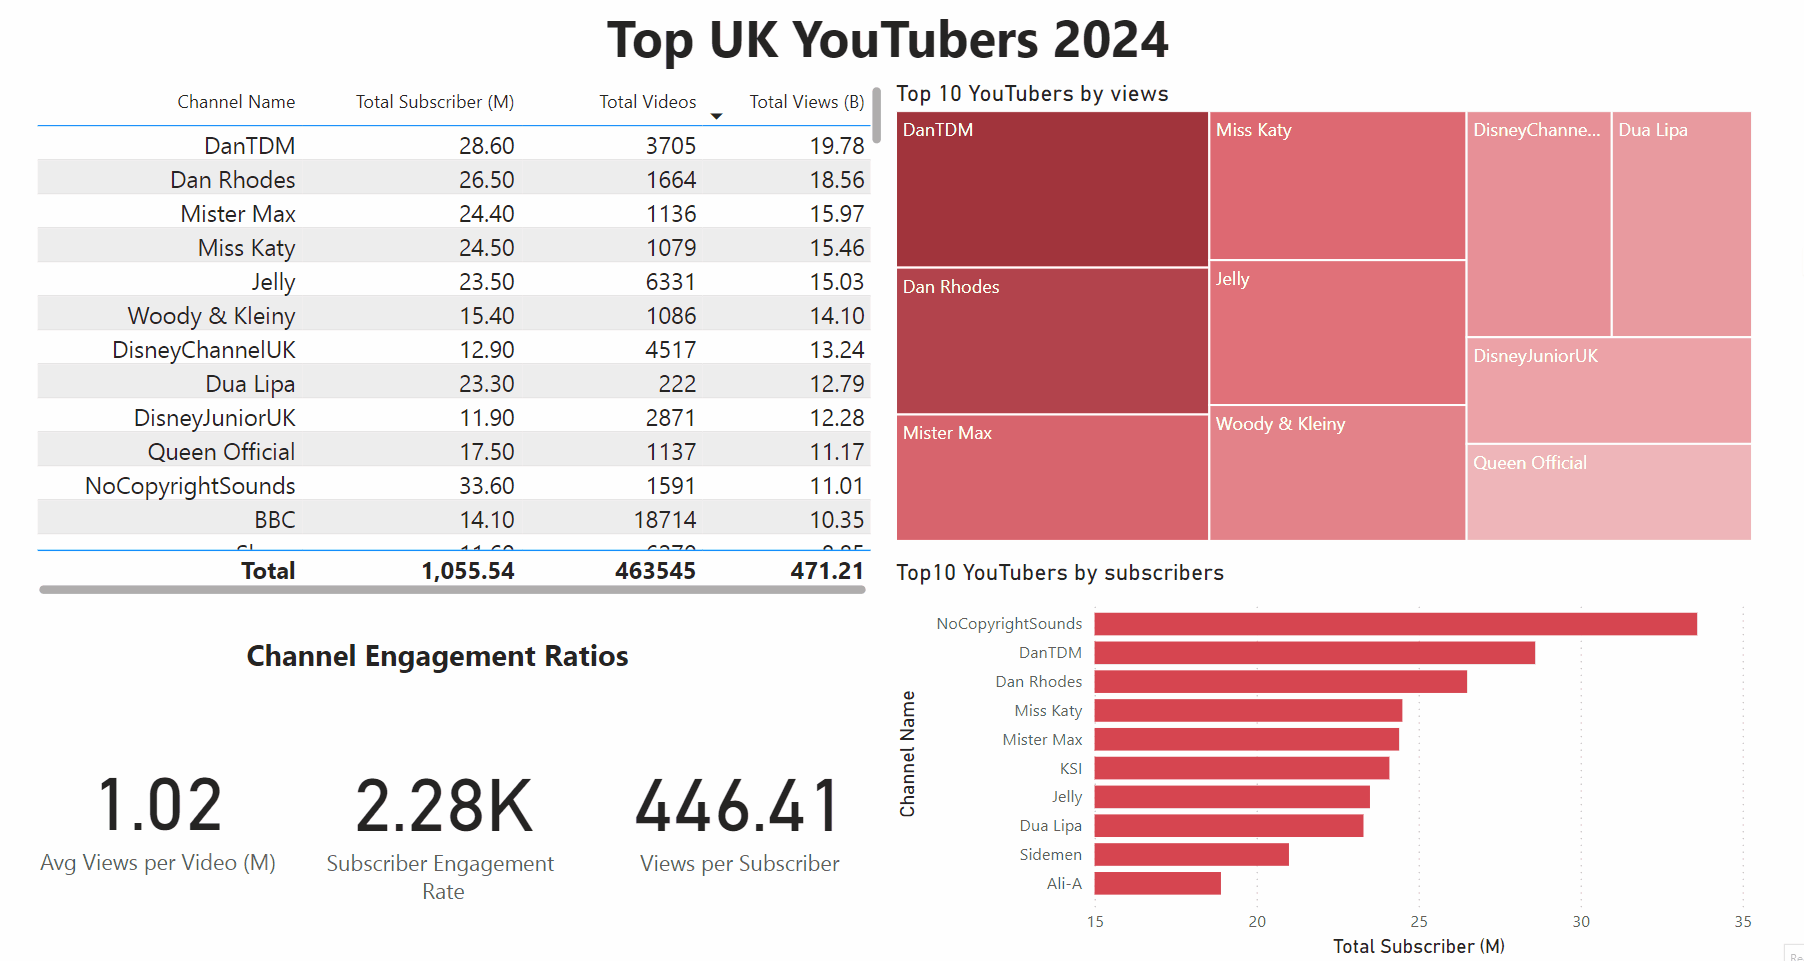 Top UK YouTubers 2024
Channel Name Total Subscriber (M) Total Videos Total Views (B)
DanTDM 28.60 3705 19.78
Dan Rhodes 26.50 1664 18.56
Mister Max 24.40 1136 15.97
Miss Katy 24.50 1079 15.46
Jelly 23.50 6331 15.03
Woody & Kleiny 15.40 1086 14.10
DisneyChannelUK 12.90 4517 13.24
Dua Lipa 23.30 222 12.79
DisneyJuniorUK 11.90 2871 12.28
Queen Official 17.50 1137 11.17
NoCopyrightSounds 33.60 1591 11.01
BBC 14.10 18714 10.35
Total 1,055.54 463545 471.21
Top 10 YouTubers by views
DanTDM
Dan Rhodes
Mister Max
Miss Katy
Jelly
Woody & Kleiny
DisneyChanne...
Dua Lipa
DisneyJuniorUK
Queen Official
Channel Engagement Ratios
1.02
Avg Views per Video (M)
2.28K
Subscriber Engagement
Rate
446.41
Views per Subscriber
Top10 YouTubers by subscribers
Channel Name
NoCopyrightSounds
DanTDM
Dan Rhodes
Miss Katy
Mister Max
KSI
Jelly
Dua Lipa
Sidemen
Ali-A
15 20 25 30 35
Total Subscriber (M)